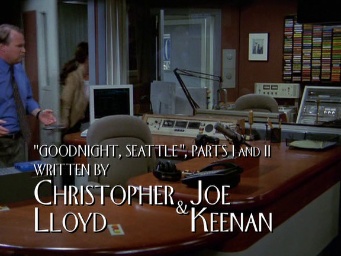 "GOODNIGHT, SEATTLE", PARTS I AND II
WRITTEN BY
CHRISTOPHER JOE
LLOYD & KEENAN